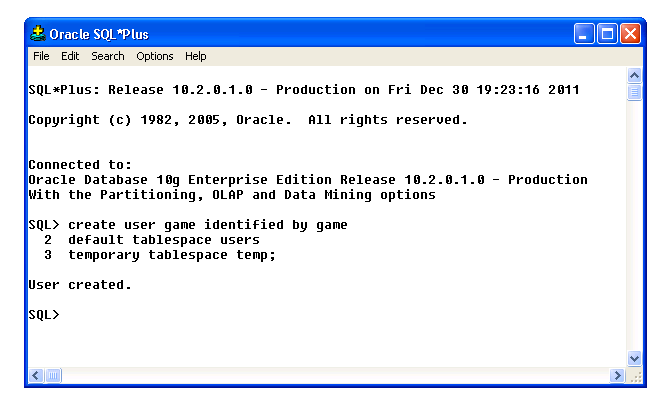 Oracle SQL*Plus
File Edit Search Options Help
SQL*Plus: Release 10.2.0.1.0 - Production on Fri Dec 30 19:23:16 2011
Copyright (c) 1982, 2005, Oracle.  All rights reserved.
Connected to:
Oracle Database 10g Enterprise Edition Release 10.2.0.1.0 - Production
With the Partitioning, OLAP and Data Mining options
SQL> create user game identified by game
  2  default tablespace users
  3  temporary tablespace temp;
User created.
SQL>